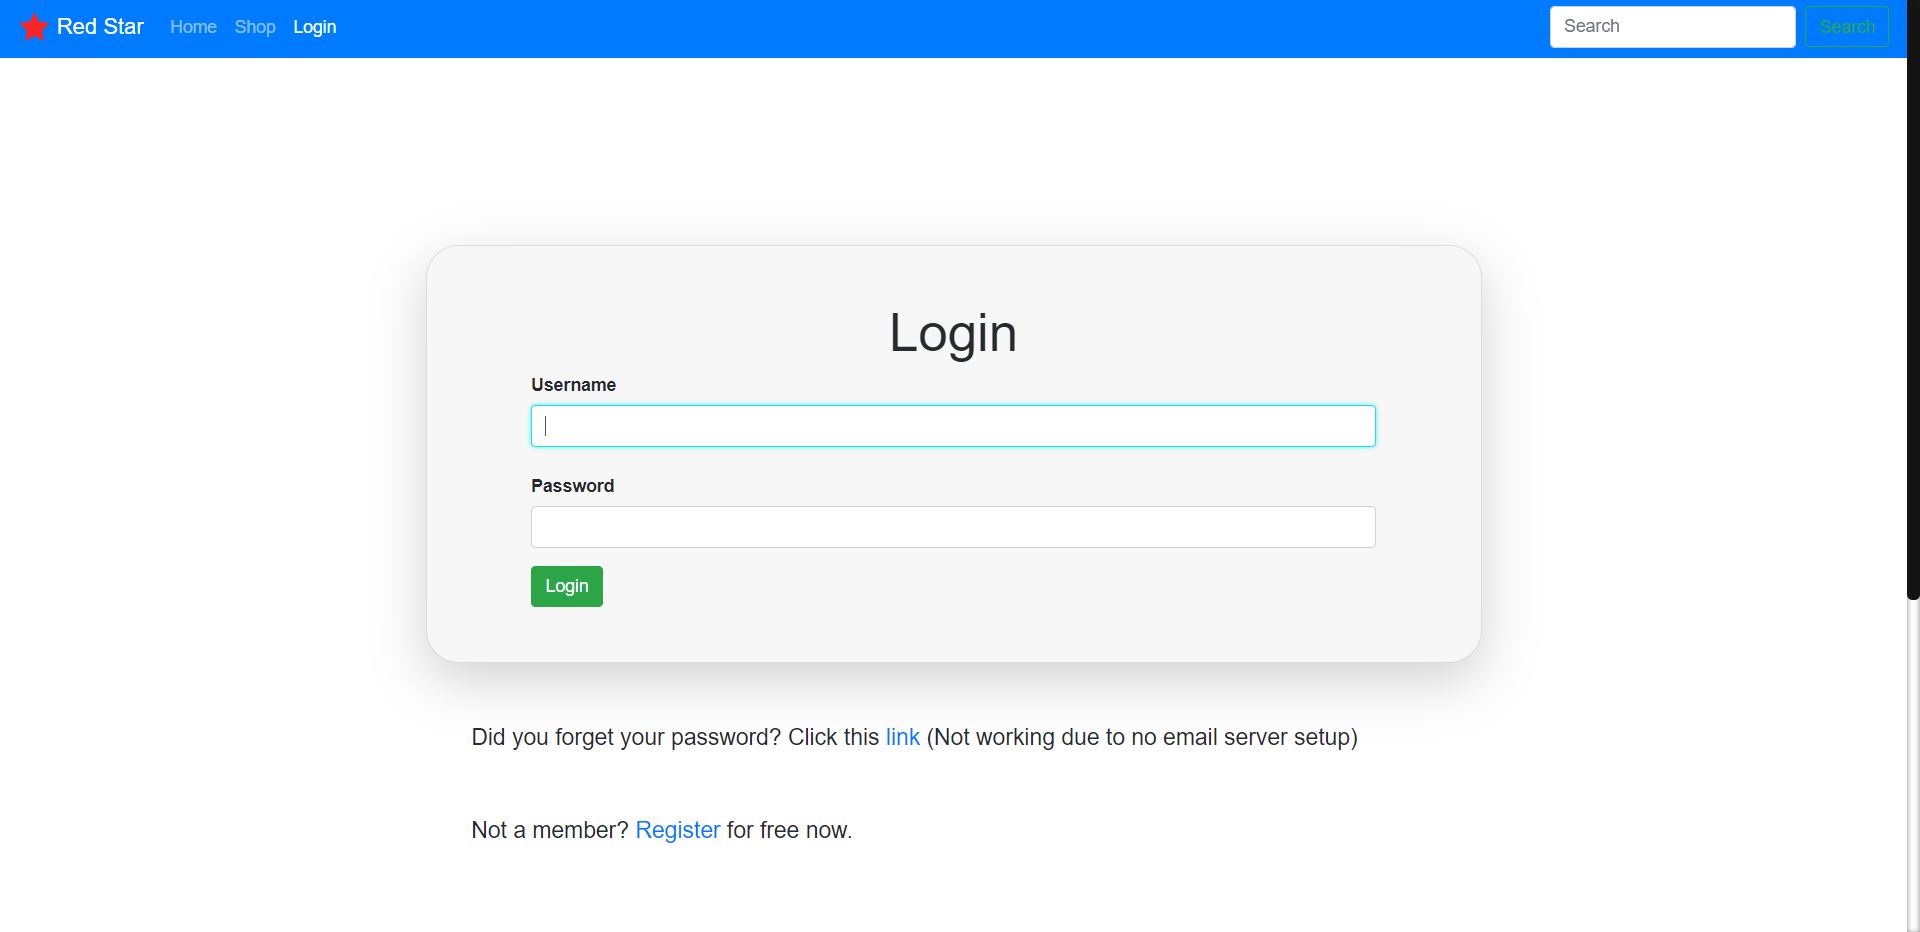 Red Star Home Shop Login Search Search
Login
Username
Password
Login
Did you forget your password? Click this link (Not working due to no email server setup)
Not a member? Register for free now.